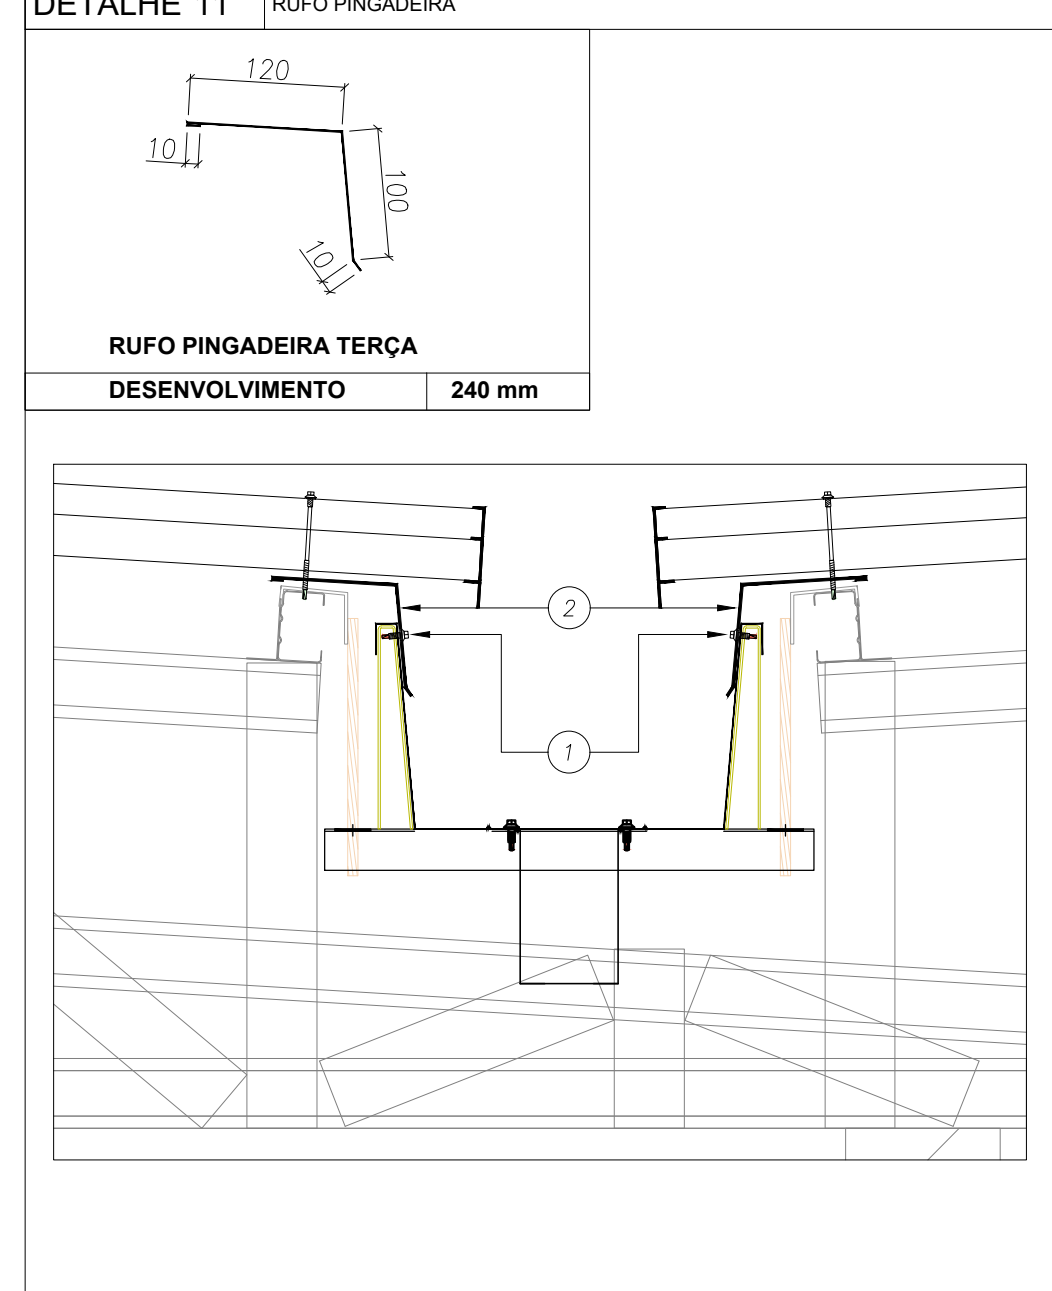 DETALHE 11
RUFO PINGADEIRA
120
10
100
10
RUFO PINGADEIRA TERÇA
DESENVOLVIMENTO 240 mm
2
1